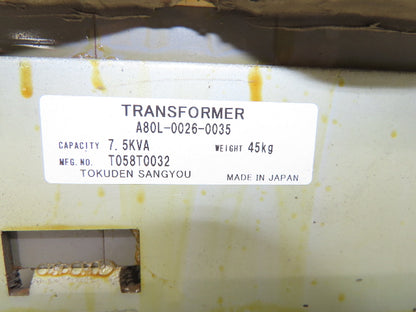 TRANSFORMER
A80L-0026-0035
CAPACITY 7.5KVA WEIGHT 45kg
MFG. NO. T058T0032
TOKUDEN SANGYOU MADE IN JAPAN